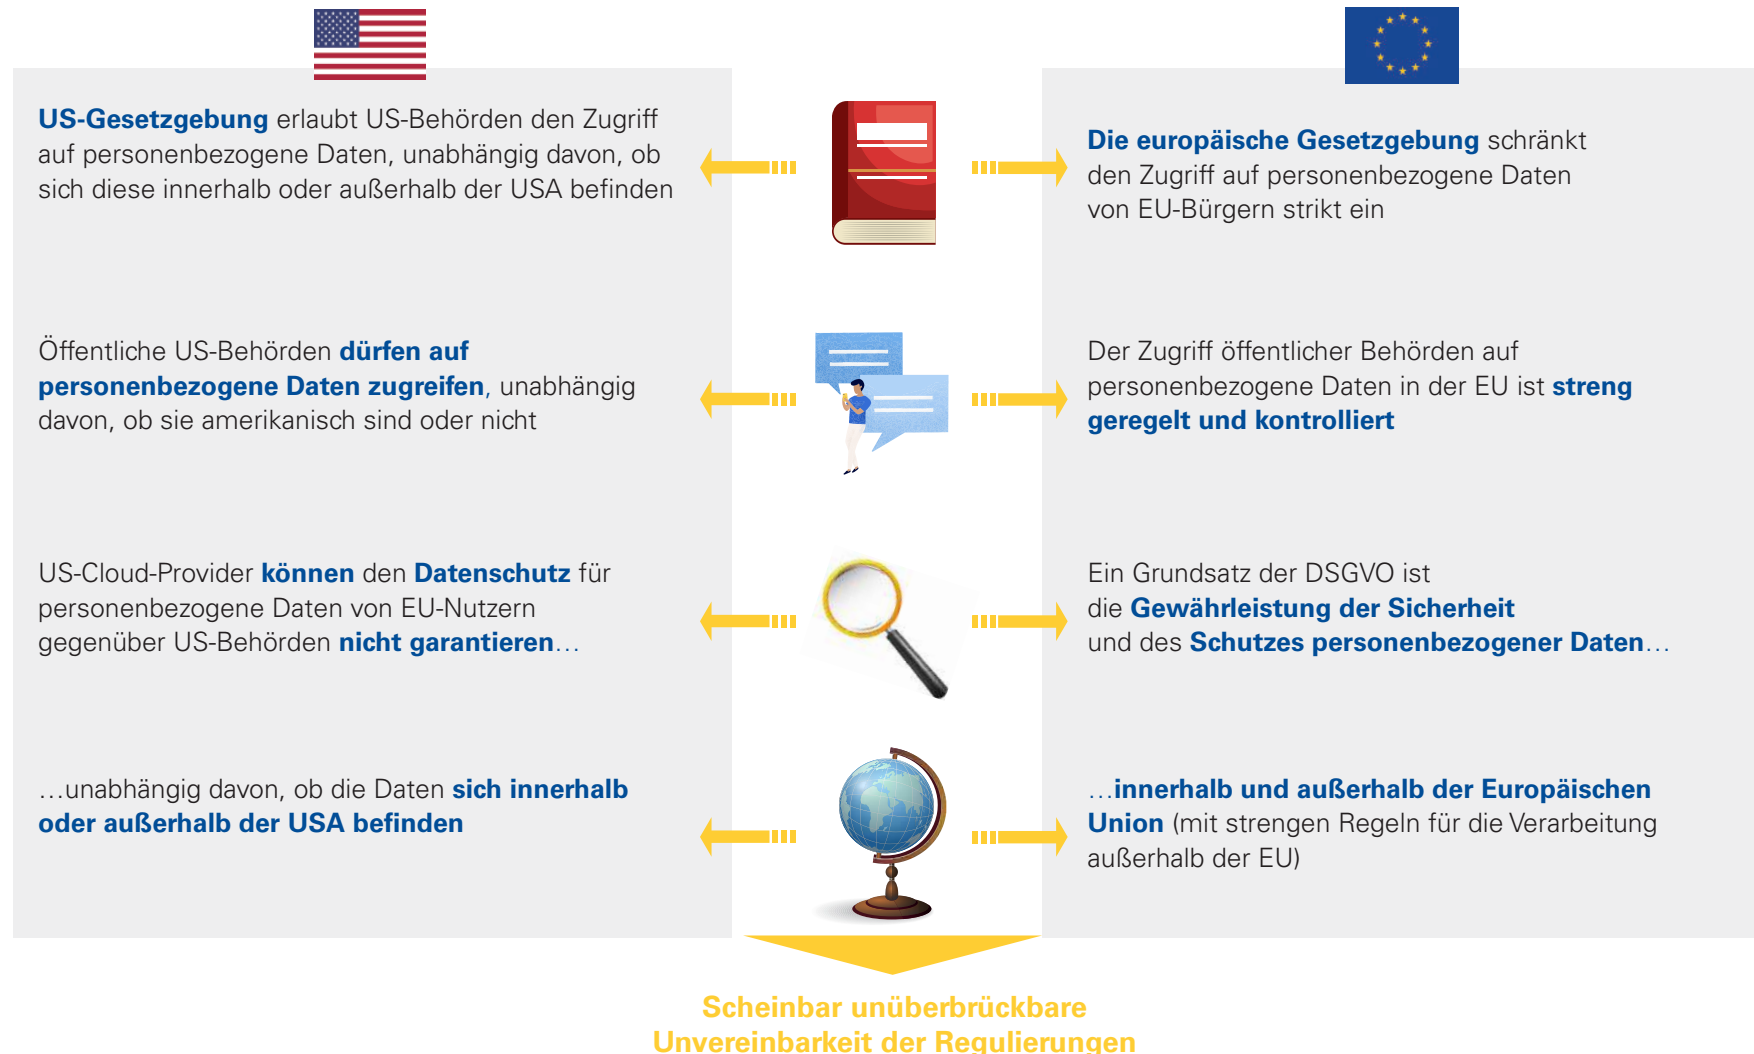 US-Gesetzgebung erlaubt US-Behörden den Zugriff
auf personenbezogene Daten, unabhängig davon, ob
sich diese innerhalb oder außerhalb der USA befinden
Die europäische Gesetzgebung schränkt
den Zugriff auf personenbezogene Daten
von EU-Bürgern strikt ein
Öffentliche US-Behörden dürfen auf
personenbezogene Daten zugreifen, unabhängig
davon, ob sie amerikanisch sind oder nicht
Der Zugriff öffentlicher Behörden auf
personenbezogene Daten in der EU ist streng
geregelt und kontrolliert
US-Cloud-Provider können den Datenschutz für
personenbezogene Daten von EU-Nutzern
gegenüber US-Behörden nicht garantieren…
Ein Grundsatz der DSGVO ist
die Gewährleistung der Sicherheit
und des Schutzes personenbezogener Daten…
…unabhängig davon, ob die Daten sich innerhalb
oder außerhalb der USA befinden
…innerhalb und außerhalb der Europäischen
Union (mit strengen Regeln für die Verarbeitung
außerhalb der EU)
Scheinbar unüberbrückbare
Unvereinbarkeit der Regulierungen